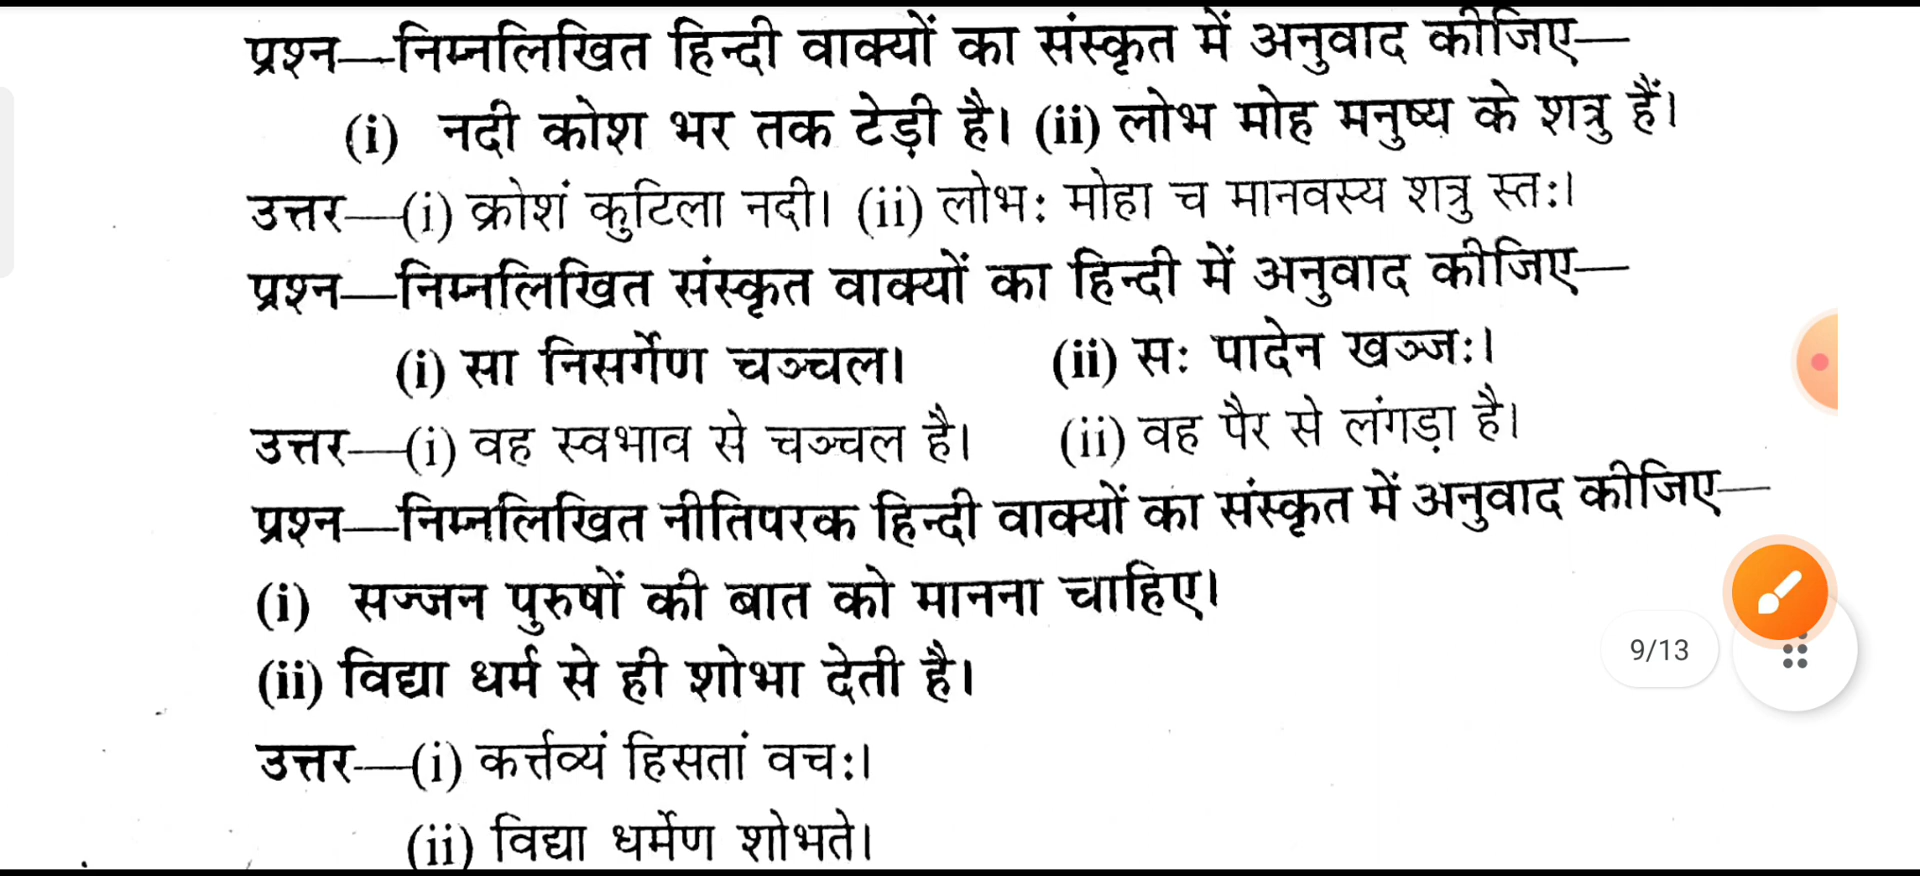 प्रश्न—निम्नलिखित हिन्दी वाक्यों का संस्कृत में अनुवाद कीजिए—
(i) नदी कोश भर तक टेड़ी है। (ii) लोभ मोह मनुष्य के शत्रु हैं।
उत्तर—(i) क्रोशं कुटिला नदी। (ii) लोभः मोहा च मानवस्य शत्रु स्तः।
प्रश्न—निम्नलिखित संस्कृत वाक्यों का हिन्दी में अनुवाद कीजिए—
(i) सा निसर्गेण चञ्चल। (ii) सः पादेन खञ्जः।
उत्तर—(i) वह स्वभाव से चञ्चल है। (ii) वह पैर से लंगड़ा है।
प्रश्न—निम्नलिखित नीतिपरक हिन्दी वाक्यों का संस्कृत में अनुवाद कीजिए—
(i) सज्जन पुरुषों की बात को मानना चाहिए।
(ii) विद्या धर्म से ही शोभा देती है।
9/13
उत्तर—(i) कर्त्तव्यं हिसतां वचः।
(ii) विद्या धर्मेण शोभते।